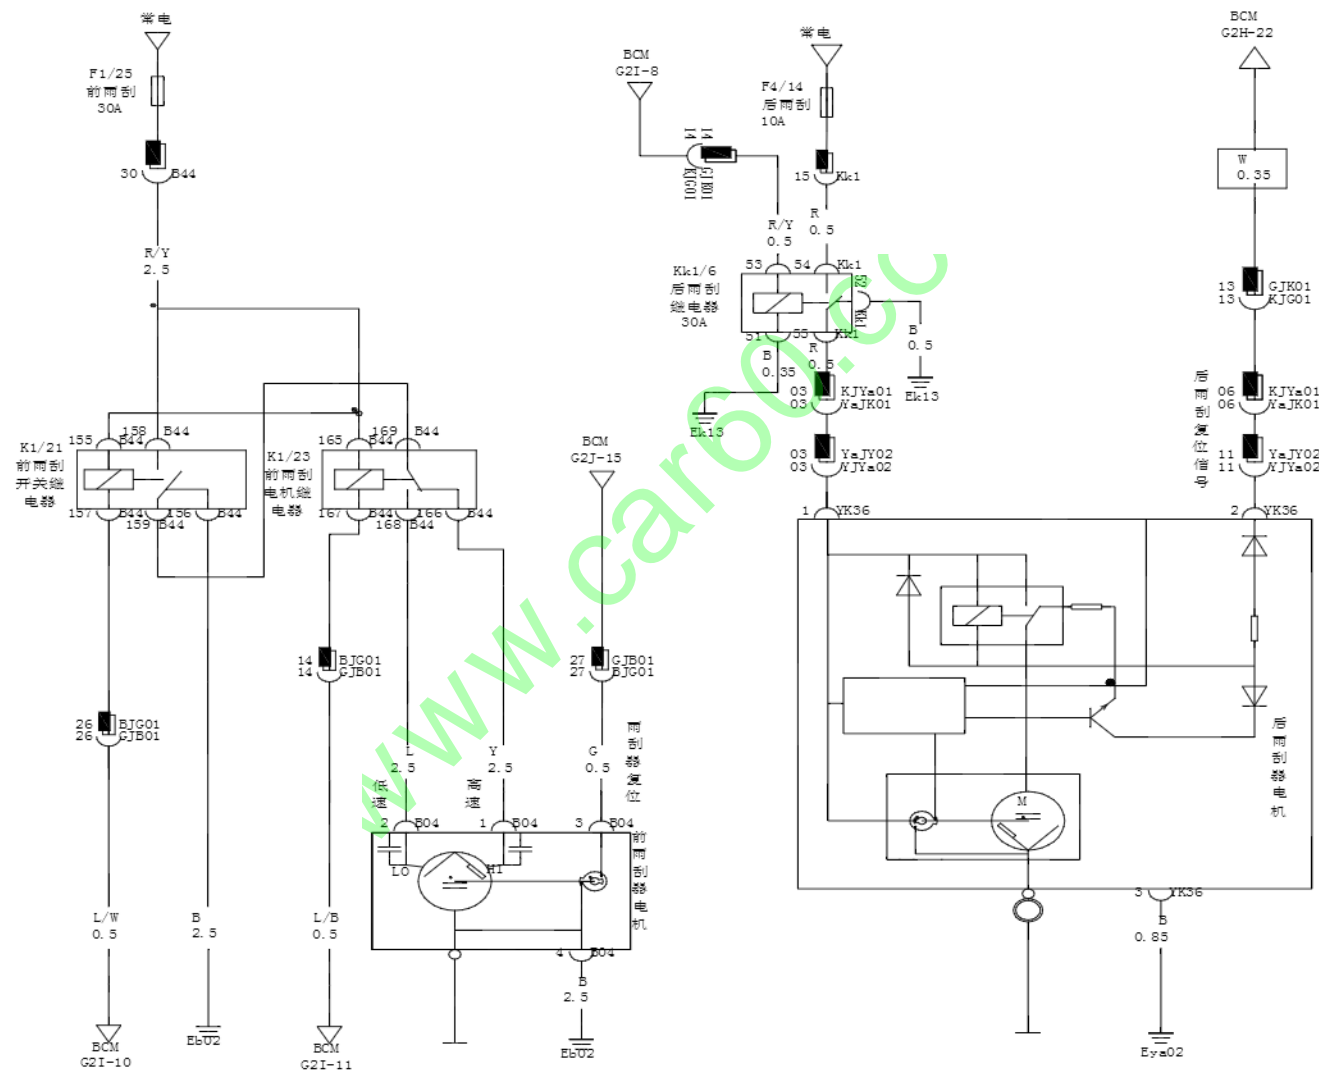 常电
F1/25
前雨刮
30A
30
B44
R/Y
2.5
155
B44
158
B44
K1/21
前雨刮
开关继
电器
157
B44
159
B44
156
B44
165
B44
169
B44
K1/23
前雨刮
电机继
电器
167
B44
168
B44
166
B44
26
BJG01
26
GJB01
14
BJG01
14
GJB01
L/W
0.5
B
2.5
L/B
0.5
BCM
G2I-10
Eb02
BCM
G2I-11
L
2.5
Y
2.5
低速
高速
BCM
G2J-15
27
GJB01
27
BJG01
G
0.5
雨刮器复位
2
B04
1
B04
3
B04
LO
HI
前雨刮器电机
4
B04
B
2.5
Eb02
BCM
G2I-8
14
14
GJK01
KJG01
常电
F4/14
后雨刮
10A
15
Kk1
R/Y
0.5
R
0.5
53
54
Kk1
Kk1/6
后雨刮
继电器
30A
52
Kk1
51
55
Kk1
B
0.35
R
0.5
B
0.5
Ek13
Ek13
03
KJYa01
03
YaJK01
03
YaJY02
03
YJYa02
1
YK36
BCM
G2H-22
W
0.35
13
GJK01
13
KJG01
后雨刮复位信号
06
KJYa01
06
YaJK01
11
YaJY02
11
YJYa02
2
YK36
M
后雨刮器电机
3
YK36
B
0.85
Eya02
www.car60.co